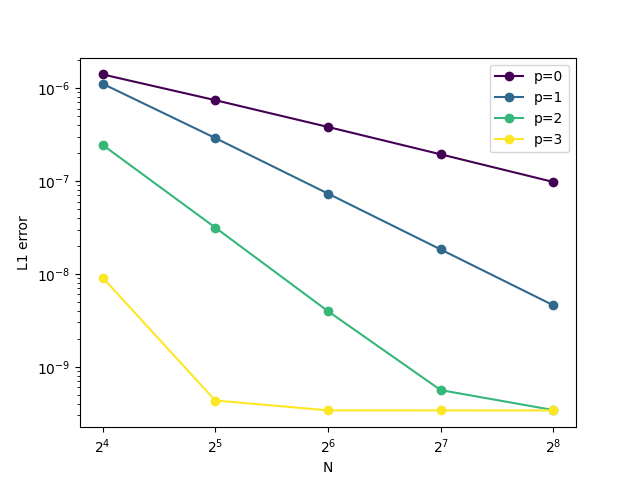 p=0
p=1
p=2
p=3
10⁻⁶
10⁻⁷
10⁻⁸
10⁻⁹
L1 error
2⁴ 2⁵ 2⁶ 2⁷ 2⁸
N